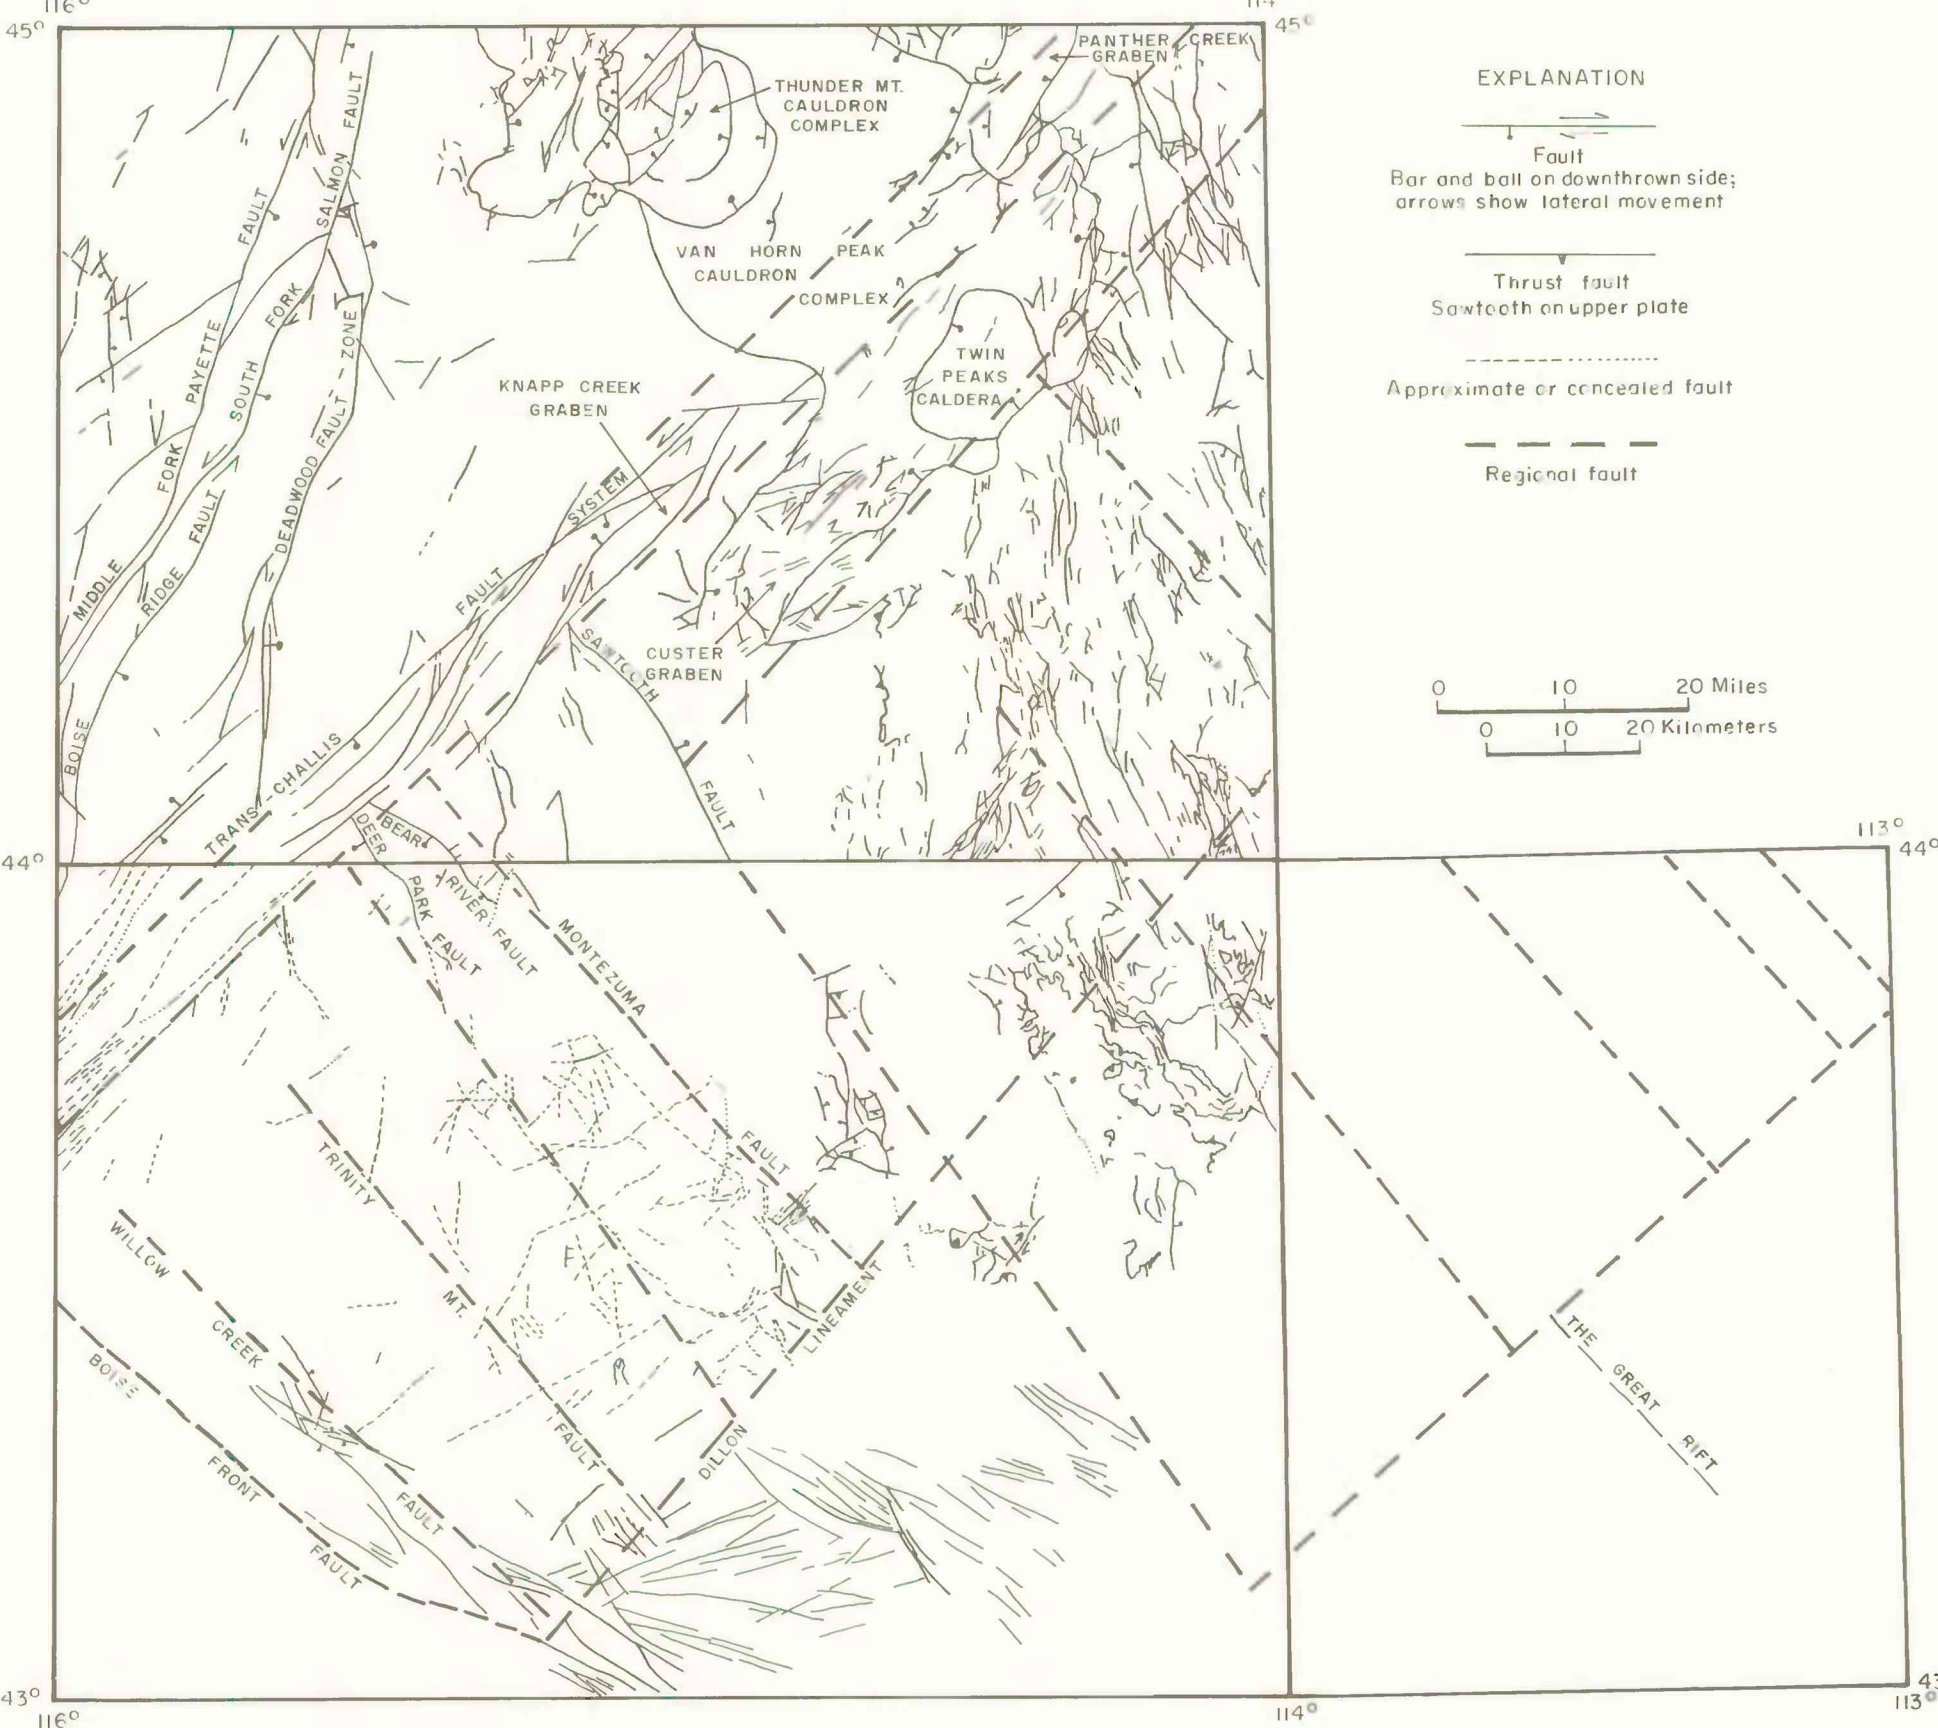 116°
45°
114
45°
PANTHER CREEK
GRABEN
THUNDER MT.
CAULDRON
COMPLEX
VAN HORN PEAK
CAULDRON
COMPLEX
TWIN
PEAKS
CALDERA
KNAPP CREEK
GRABEN
CUSTER
GRABEN
SALMON FAULT
MIDDLE FORK PAYETTE FAULT
SOUTH FORK
BOISE RIDGE FAULT
DEADWOOD FAULT ZONE
TRANS-CHALLIS FAULT SYSTEM
SAWTOOTH FAULT
DEER PARK FAULT
BEAR RIVER FAULT
MONTEZUMA FAULT
TRINITY MT. FAULT
WILLOW CREEK FAULT
BOISE FRONT FAULT
DILLON LINEAMENT
THE GREAT RIFT
EXPLANATION
Fault
Bar and ball on downthrown side;
arrows show lateral movement
Thrust fault
Sawtooth on upper plate
Approximate or concealed fault
Regional fault
0 10 20 Miles
0 10 20 Kilometers
44°
113°
44°
43°
116°
114°
43
113°